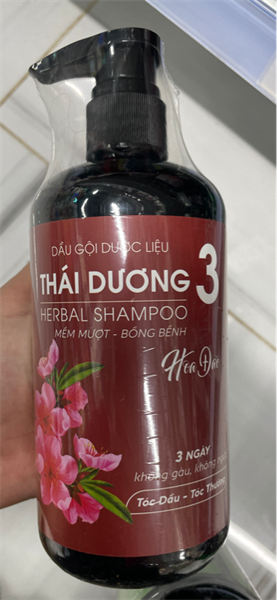 DẦU GỘI DƯỢC LIỆU
THÁI DƯƠNG 3
HERBAL SHAMPOO
MỀM MƯỢT - BỒNG BỀNH
Hoa Đào
3 NGÀY
không gàu, không
Tóc Dầu - Tóc Thường